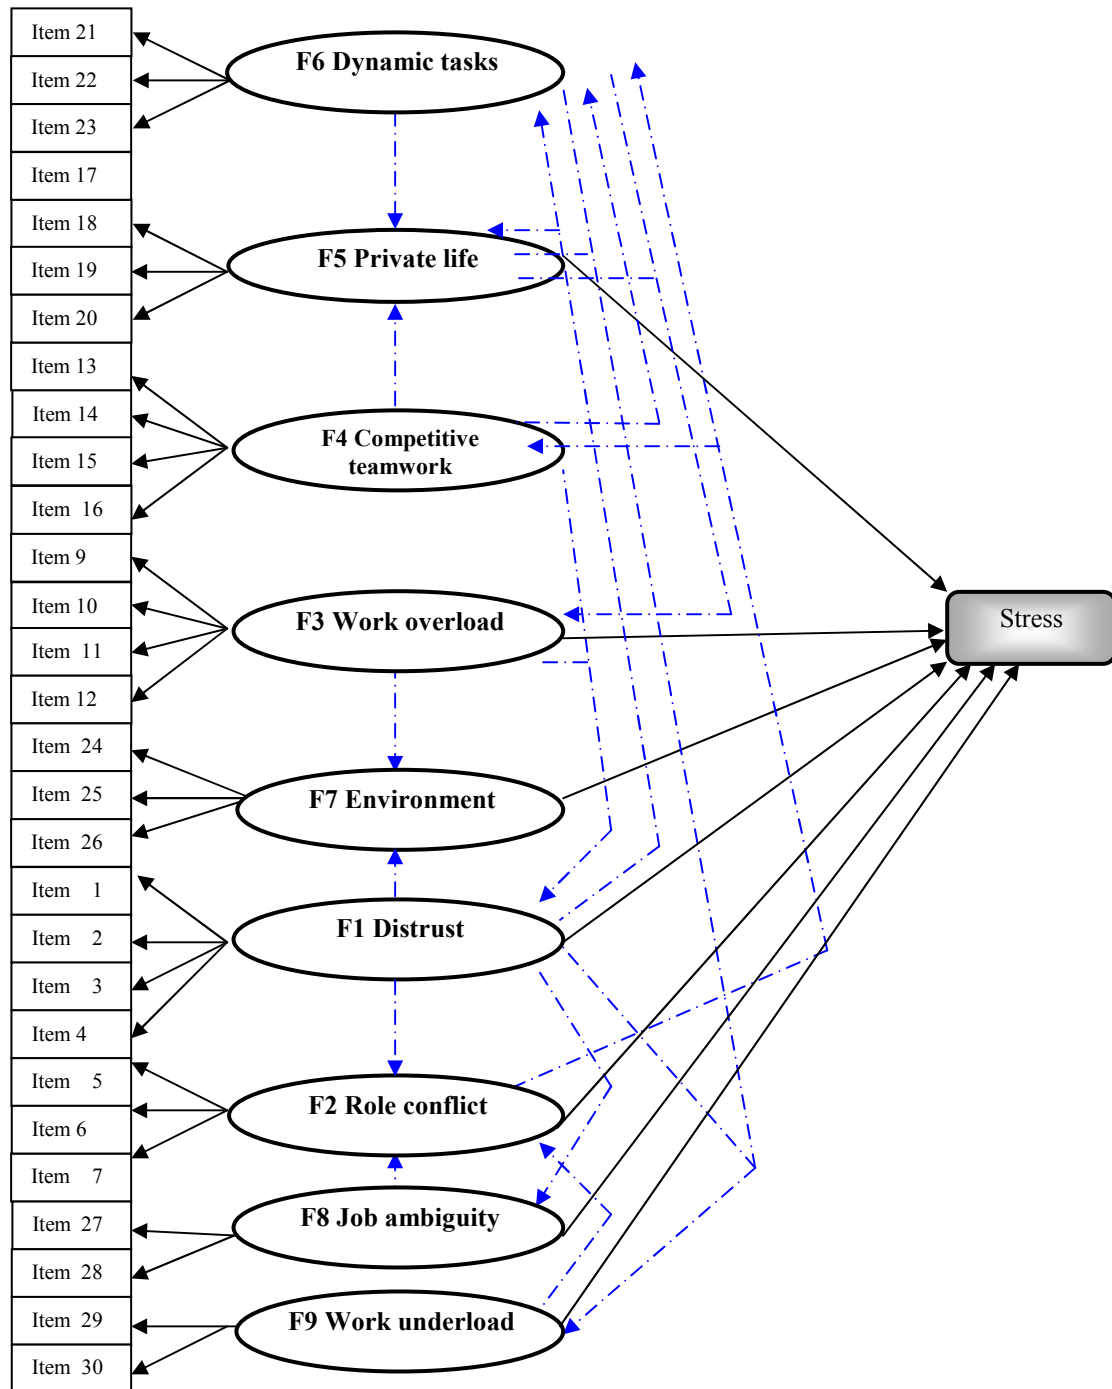 Item 21
Item 22
Item 23
Item 17
Item 18
Item 19
Item 20
Item 13
Item 14
Item 15
Item 16
Item 9
Item 10
Item 11
Item 12
Item 24
Item 25
Item 26
Item 1
Item 2
Item 3
Item 4
Item 5
Item 6
Item 7
Item 27
Item 28
Item 29
Item 30
F6 Dynamic tasks
F5 Private life
F4 Competitive
teamwork
F3 Work overload
F7 Environment
F1 Distrust
F2 Role conflict
F8 Job ambiguity
F9 Work underload
Stress